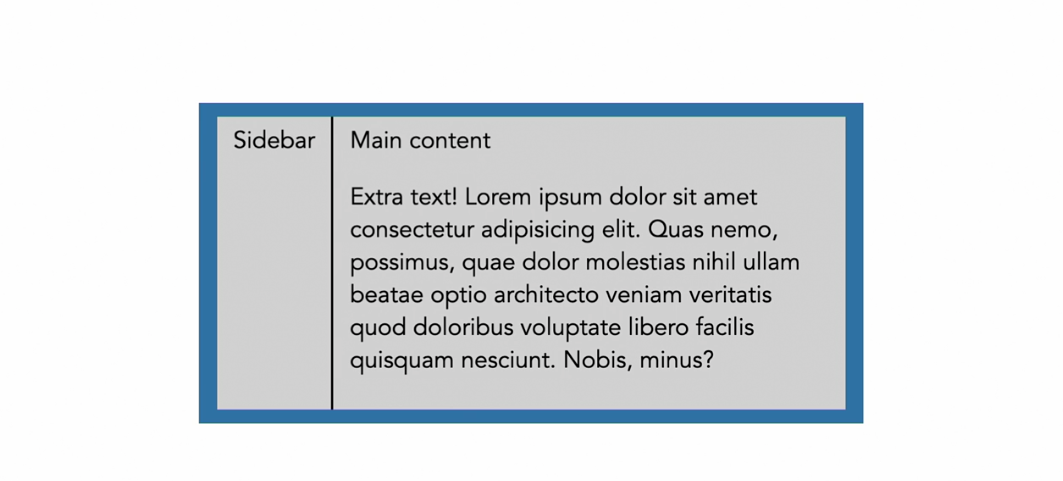 Sidebar
Main content
Extra text! Lorem ipsum dolor sit amet
consectetur adipisicing elit. Quas nemo,
possimus, quae dolor molestias nihil ullam
beatae optio architecto veniam veritatis
quod doloribus voluptate libero facilis
quisquam nesciunt. Nobis, minus?